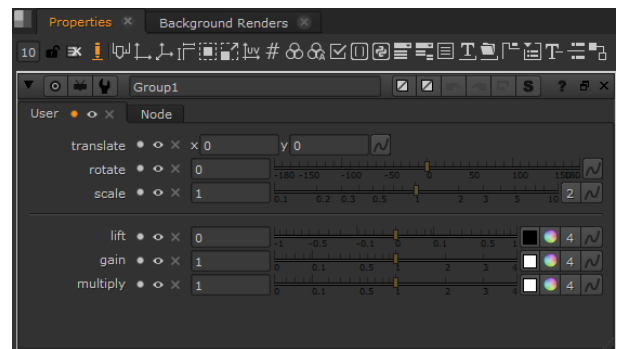 Properties × Background Renders
10 3K # T T
Group1 S ? ×
User × Node
translate × x 0 y 0
rotate × 0
-180 -150 -100 -50 0 50 100
scale × 1 2
0.1 0.2 0.3 0.5 1 2 3 5 10
lift × 0 4
-1 -0.5 -0.1 0 0.1 0.5 1
gain × 1 4
0 0.1 0.5 1 2 3 4
multiply × 1 4
0 0.1 0.5 1 2 3 4